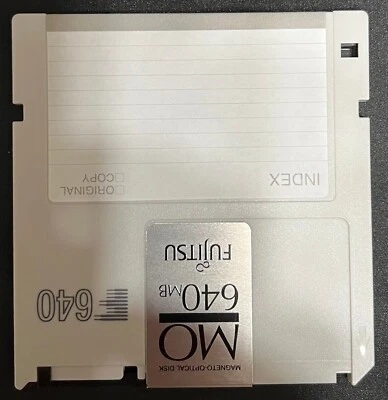 MAGNETO-OPTICAL DISK
MO
640MB
FUJITSU
640
INDEX
□ORIGINAL
□COPY